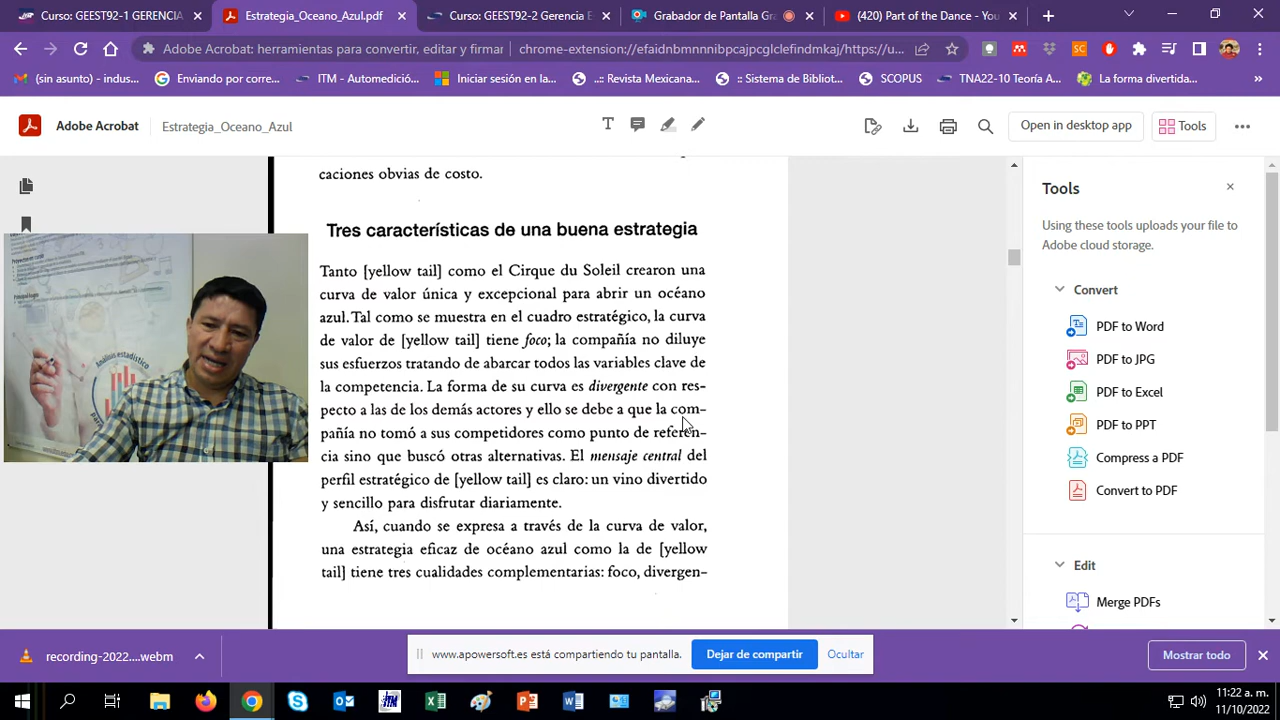 Curso: GEEST92-1 GERENCIA
Estrategia_Oceano_Azul.pdf
Curso: GEEST92-2 Gerencia E
Grabador de Pantalla Gra
(420) Part of the Dance - You
Adobe Acrobat: herramientas para convertir, editar y firmar
chrome-extension://efaidnbmnnnibpcajpcglclefindmkaj/https://u...
(sin asunto) - indus...
Enviando por corre...
ITM - Automedició...
Iniciar sesión en la...
..:: Revista Mexicana...
:: Sistema de Bibliot...
SCOPUS
TNA22-10 Teoría A...
La forma divertida...
»
Adobe Acrobat
Estrategia_Oceano_Azul
Open in desktop app
Tools
caciones obvias de costo.
Tres características de una buena estrategia
Tanto [yellow tail] como el Cirque du Soleil crearon una
curva de valor única y excepcional para abrir un océano
azul. Tal como se muestra en el cuadro estratégico, la curva
de valor de [yellow tail] tiene foco; la compañía no diluye
sus esfuerzos tratando de abarcar todos las variables clave de
la competencia. La forma de su curva es divergente con res-
pecto a las de los demás actores y ello se debe a que la com-
pañía no tomó a sus competidores como punto de referen-
cia sino que buscó otras alternativas. El mensaje central del
perfil estratégico de [yellow tail] es claro: un vino divertido
y sencillo para disfrutar diariamente.
Así, cuando se expresa a través de la curva de valor,
una estrategia eficaz de océano azul como la de [yellow
tail] tiene tres cualidades complementarias: foco, divergen-
Análisis estadístico
Tools
Using these tools uploads your file to
Adobe cloud storage.
Convert
PDF to Word
PDF to JPG
PDF to Excel
PDF to PPT
Compress a PDF
Convert to PDF
Edit
Merge PDFs
recording-2022....webm
www.apowersoft.es está compartiendo tu pantalla.
Dejar de compartir
Ocultar
Mostrar todo
11:22 a. m.
11/10/2022